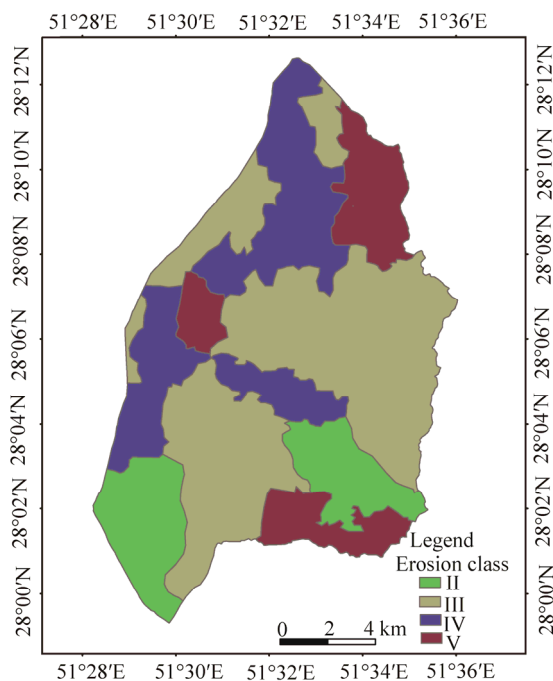 51°28′E 51°30′E 51°32′E 51°34′E 51°36′E
28°12′N 28°12′N
28°10′N 28°10′N
28°08′N 28°08′N
28°06′N 28°06′N
28°04′N 28°04′N
28°02′N 28°02′N
28°00′N 28°00′N
Legend
Erosion class
II
III
IV
V
0 2 4 km
51°28′E 51°30′E 51°32′E 51°34′E 51°36′E